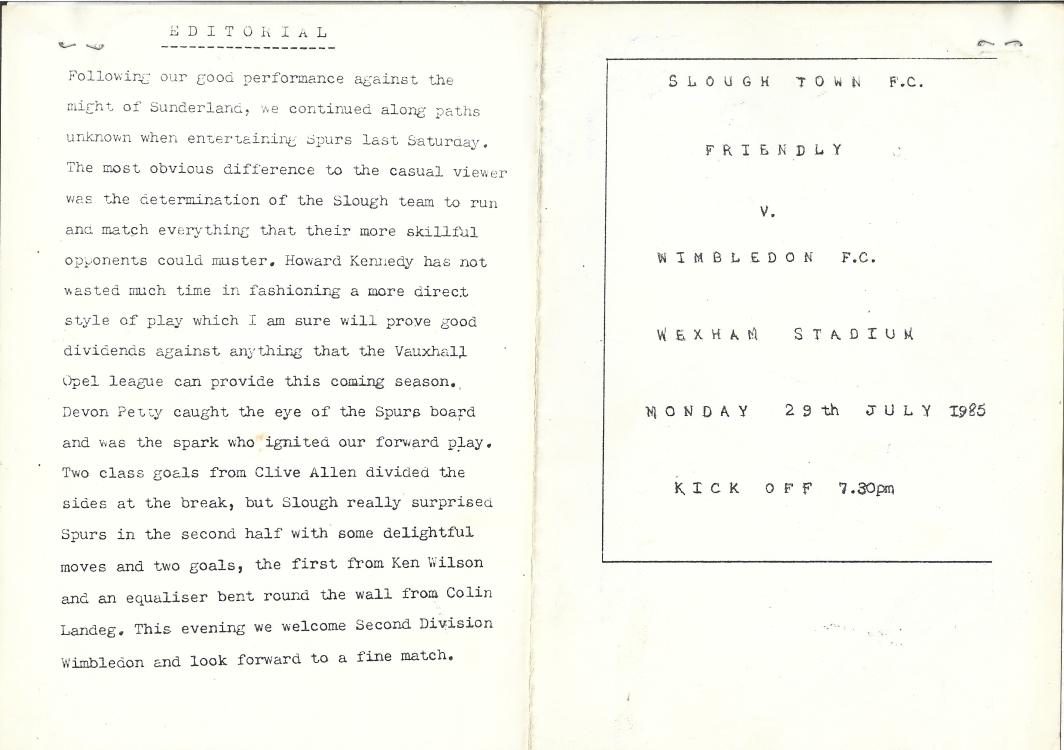 EDITORIAL
Following our good performance against the
might of Sunderland, we continued along paths
unknown when entertaining Spurs last Saturday.
The most obvious difference to the casual viewer
was the determination of the Slough team to run
and match everything that their more skillful
opponents could muster. Howard Kennedy has not
wasted much time in fashioning a more direct
style of play which I am sure will prove good
dividends against anything that the Vauxhall
Opel league can provide this coming season.
Devon Petty caught the eye of the Spurs board
and was the spark who ignited our forward play.
Two class goals from Clive Allen divided the
sides at the break, but Slough really surprised
Spurs in the second half with some delightful
moves and two goals, the first from Ken Wilson
and an equaliser bent round the wall from Colin
Landeg. This evening we welcome Second Division
Wimbledon and look forward to a fine match.
SLOUGH TOWN F.C.
FRIENDLY
V.
WIMBLEDON F.C.
WEXHAM STADIUM
MONDAY 29th JULY 1985
KICK OFF 7.30pm